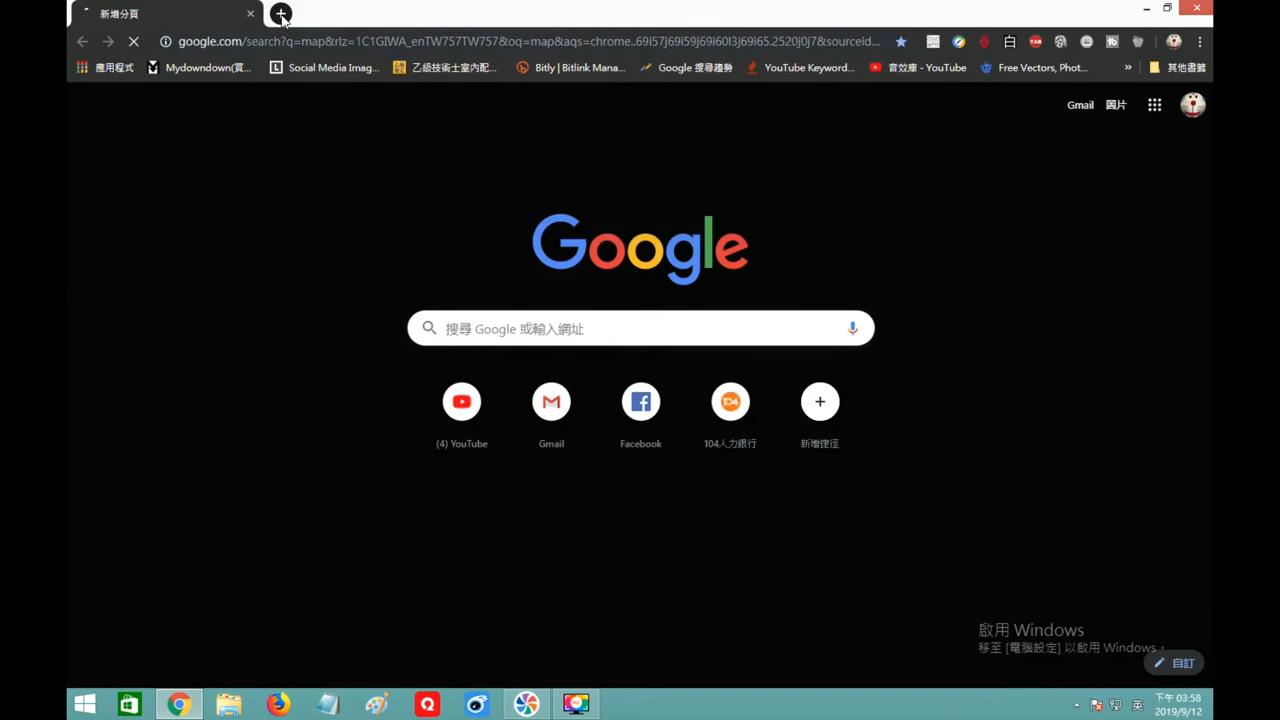 新增分頁
google.com/search?q=map&rlz=1C1GIWA_enTW757TW757&oq=map&aqs=chrome..69i57j69i59j69i60l3j69i65.2520j0j7&sourceid...
應用程式 Mydowndown(買... Social Media Imag... 乙級技術士室內配... Bitly | Bitlink Mana... Google 搜尋趨勢 YouTube Keyword... 音效庫 - YouTube Free Vectors, Phot... » 其他書籤
Gmail 圖片
Google
搜尋 Google 或輸入網址
(4) YouTube Gmail Facebook 104人力銀行 新增捷徑
啟用 Windows
移至 [電腦設定] 以啟用 Windows。
自訂
英 下午 03:58
2019/9/12